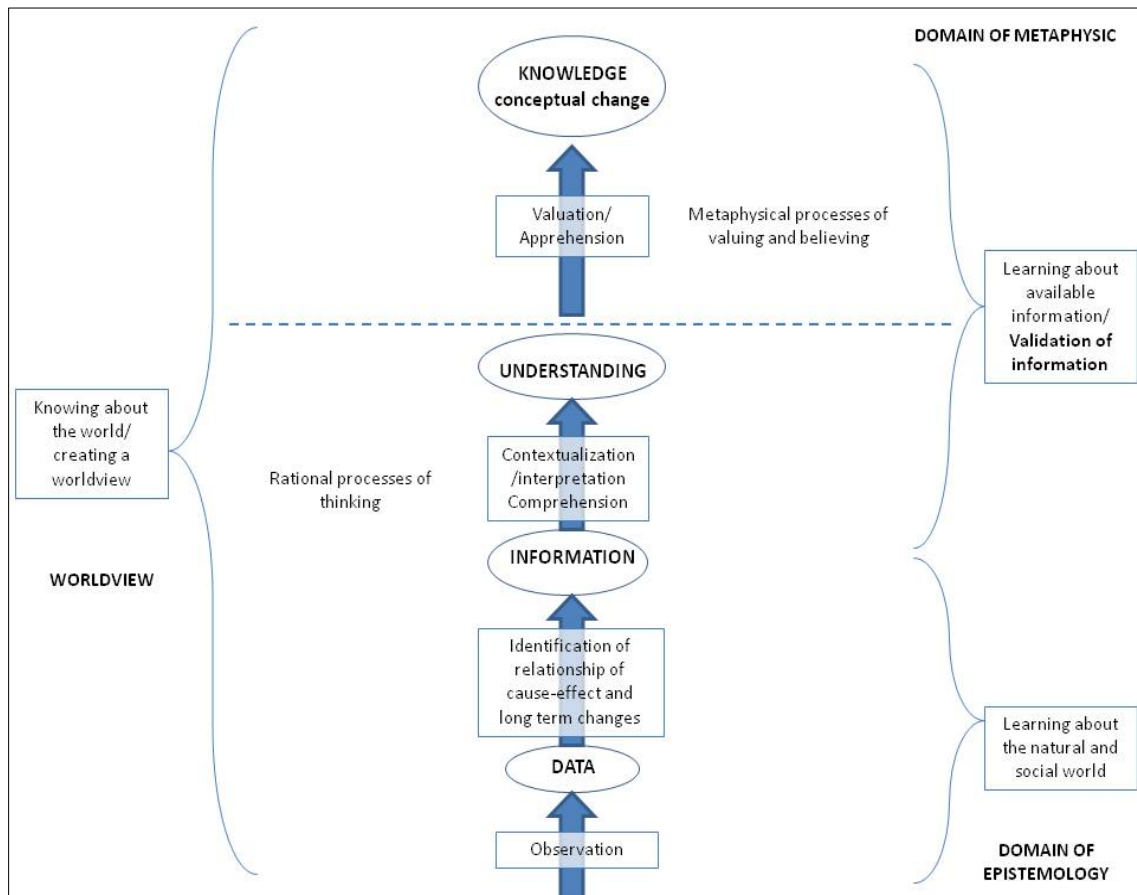 DOMAIN OF METAPHYSIC
KNOWLEDGE
conceptual change
Valuation/
Apprehension
Metaphysical processes of
valuing and believing
Learning about
available
information/
Validation of
information
UNDERSTANDING
Knowing about
the world/
creating a
worldview
Rational processes of
thinking
Contextualization
/interpretation
Comprehension
INFORMATION
WORLDVIEW
Identification of
relationship of
cause-effect and
long term changes
Learning about
the natural and
social world
DATA
Observation
DOMAIN OF
EPISTEMOLOGY